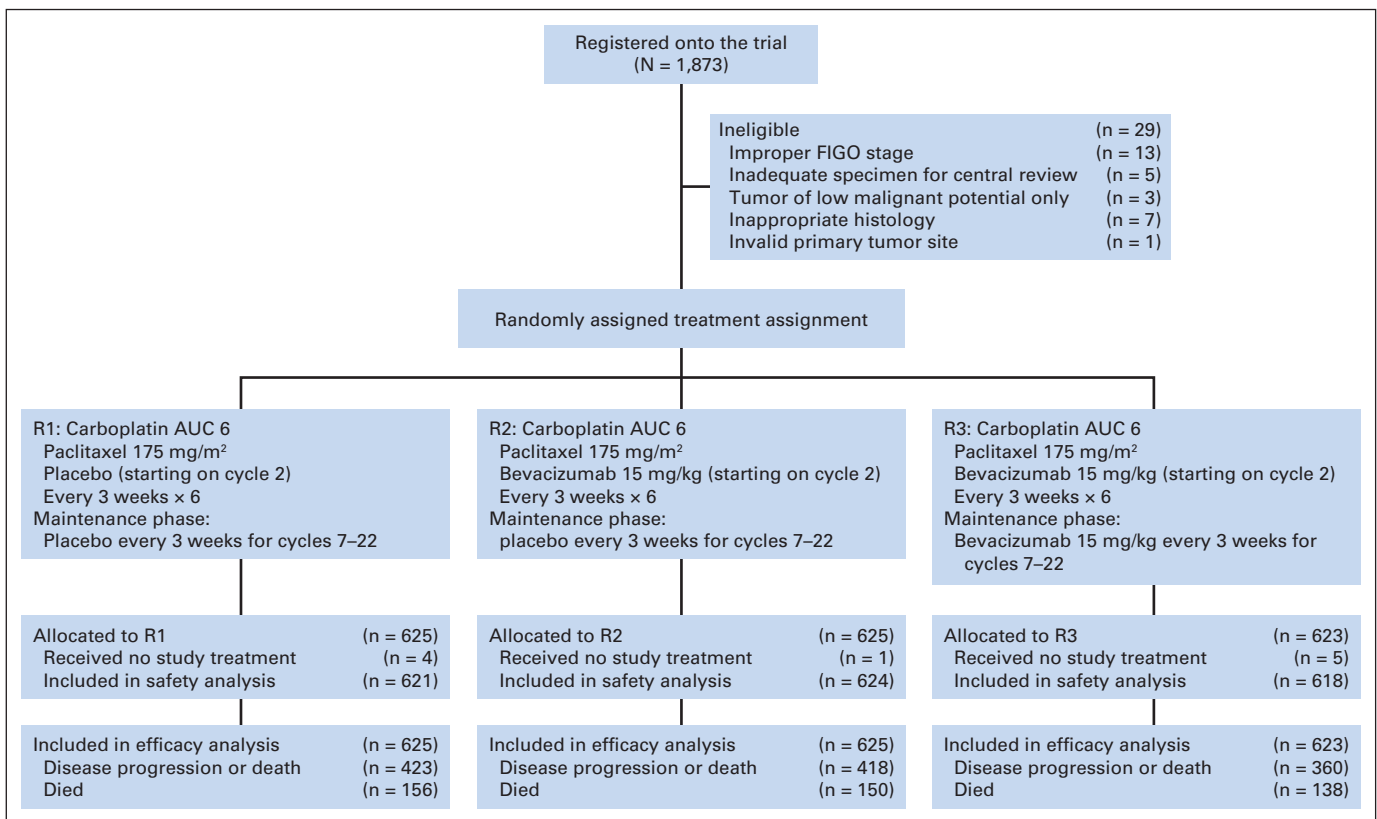 Registered onto the trial
(N = 1,873)
Ineligible (n = 29)
Improper FIGO stage (n = 13)
Inadequate specimen for central review (n = 5)
Tumor of low malignant potential only (n = 3)
Inappropriate histology (n = 7)
Invalid primary tumor site (n = 1)
Randomly assigned treatment assignment
R1: Carboplatin AUC 6
Paclitaxel 175 mg/m²
Placebo (starting on cycle 2)
Every 3 weeks × 6
Maintenance phase:
Placebo every 3 weeks for cycles 7–22
R2: Carboplatin AUC 6
Paclitaxel 175 mg/m²
Bevacizumab 15 mg/kg (starting on cycle 2)
Every 3 weeks × 6
Maintenance phase:
placebo every 3 weeks for cycles 7–22
R3: Carboplatin AUC 6
Paclitaxel 175 mg/m²
Bevacizumab 15 mg/kg (starting on cycle 2)
Every 3 weeks × 6
Maintenance phase:
Bevacizumab 15 mg/kg every 3 weeks for
cycles 7–22
Allocated to R1 (n = 625)
Received no study treatment (n = 4)
Included in safety analysis (n = 621)
Allocated to R2 (n = 625)
Received no study treatment (n = 1)
Included in safety analysis (n = 624)
Allocated to R3 (n = 623)
Received no study treatment (n = 5)
Included in safety analysis (n = 618)
Included in efficacy analysis (n = 625)
Disease progression or death (n = 423)
Died (n = 156)
Included in efficacy analysis (n = 625)
Disease progression or death (n = 418)
Died (n = 150)
Included in efficacy analysis (n = 623)
Disease progression or death (n = 360)
Died (n = 138)